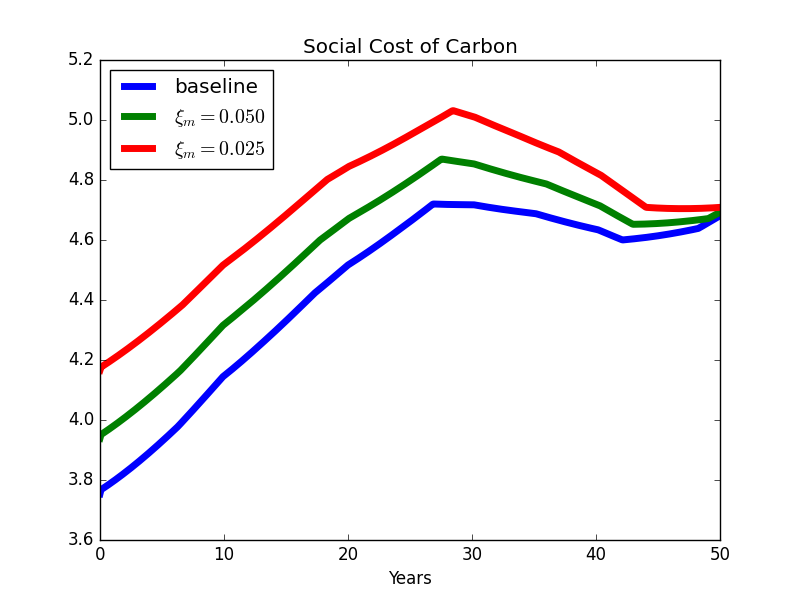 Social Cost of Carbon
5.2
5.0
4.8
4.6
4.4
4.2
4.0
3.8
3.6
baseline
ξₘ = 0.050
ξₘ = 0.025
0 10 20 30 40 50
Years